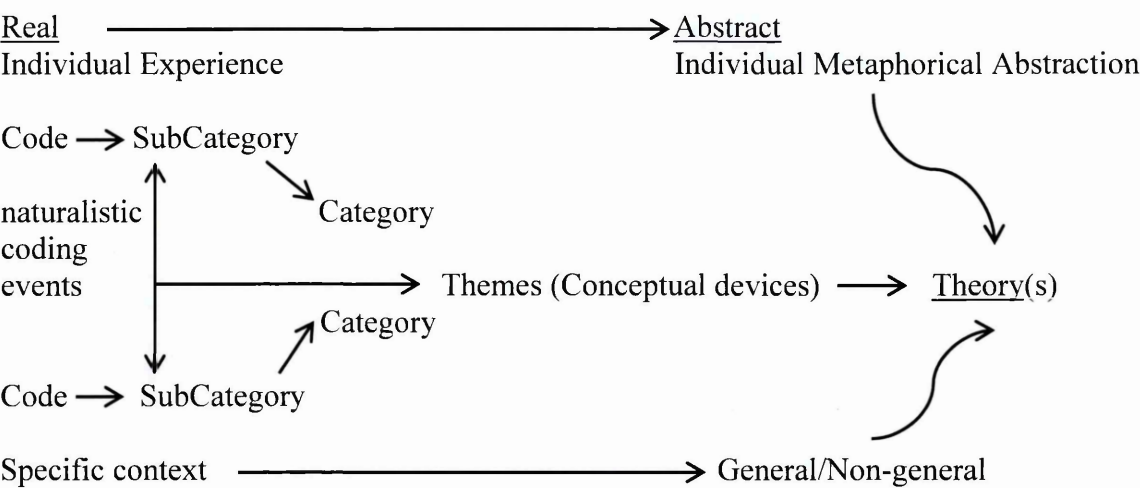 Real Abstract
Individual Experience Individual Metaphorical Abstraction
Code SubCategory
naturalistic Category
coding
events Themes (Conceptual devices) Theory(s)
Category
Code SubCategory
Specific context General/Non-general